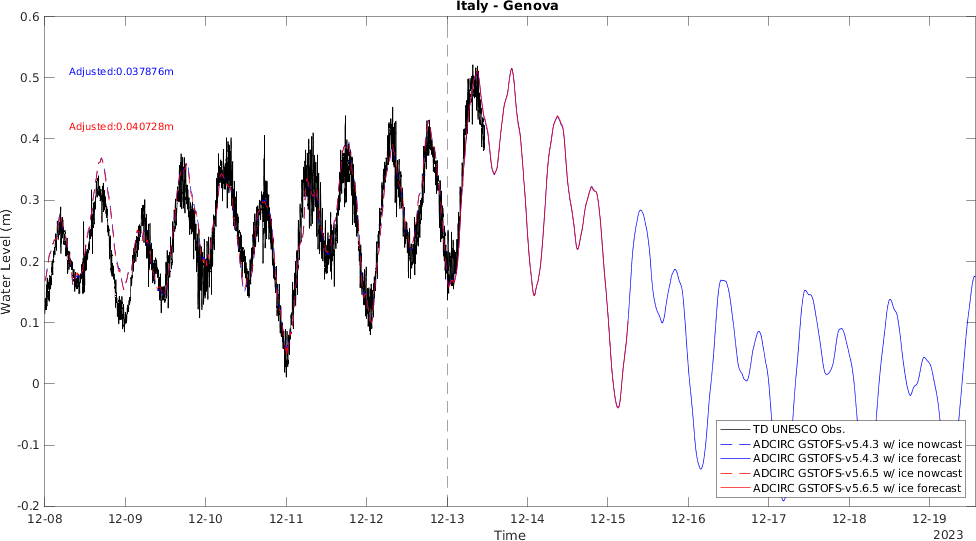 Italy - Genova
0.6
0.5
0.4
0.3
0.2
0.1
0
-0.1
-0.2
Water Level (m)
Adjusted:0.037876m
Adjusted:0.040728m
TD UNESCO Obs.
ADCIRC GSTOFS-v5.4.3 w/ ice nowcast
ADCIRC GSTOFS-v5.4.3 w/ ice forecast
ADCIRC GSTOFS-v5.6.5 w/ ice nowcast
ADCIRC GSTOFS-v5.6.5 w/ ice forecast
12-08 12-09 12-10 12-11 12-12 12-13 12-14 12-15 12-16 12-17 12-18 12-19
Time
2023